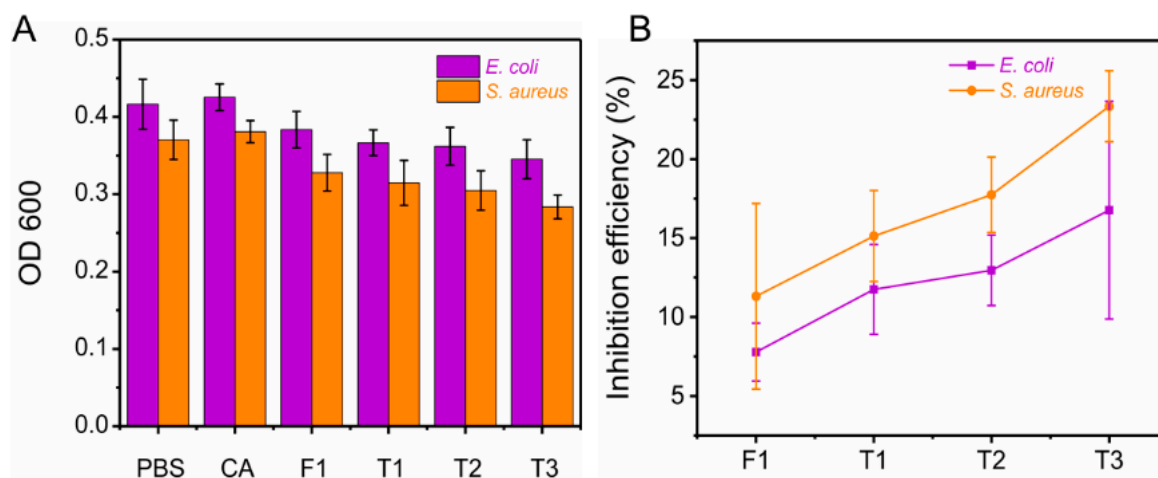 A
OD 600
0.5
0.4
0.3
0.2
0.1
0.0
E. coli
S. aureus
PBS CA F1 T1 T2 T3
B
Inhibition efficiency (%)
25
20
15
10
5
E. coli
S. aureus
F1 T1 T2 T3